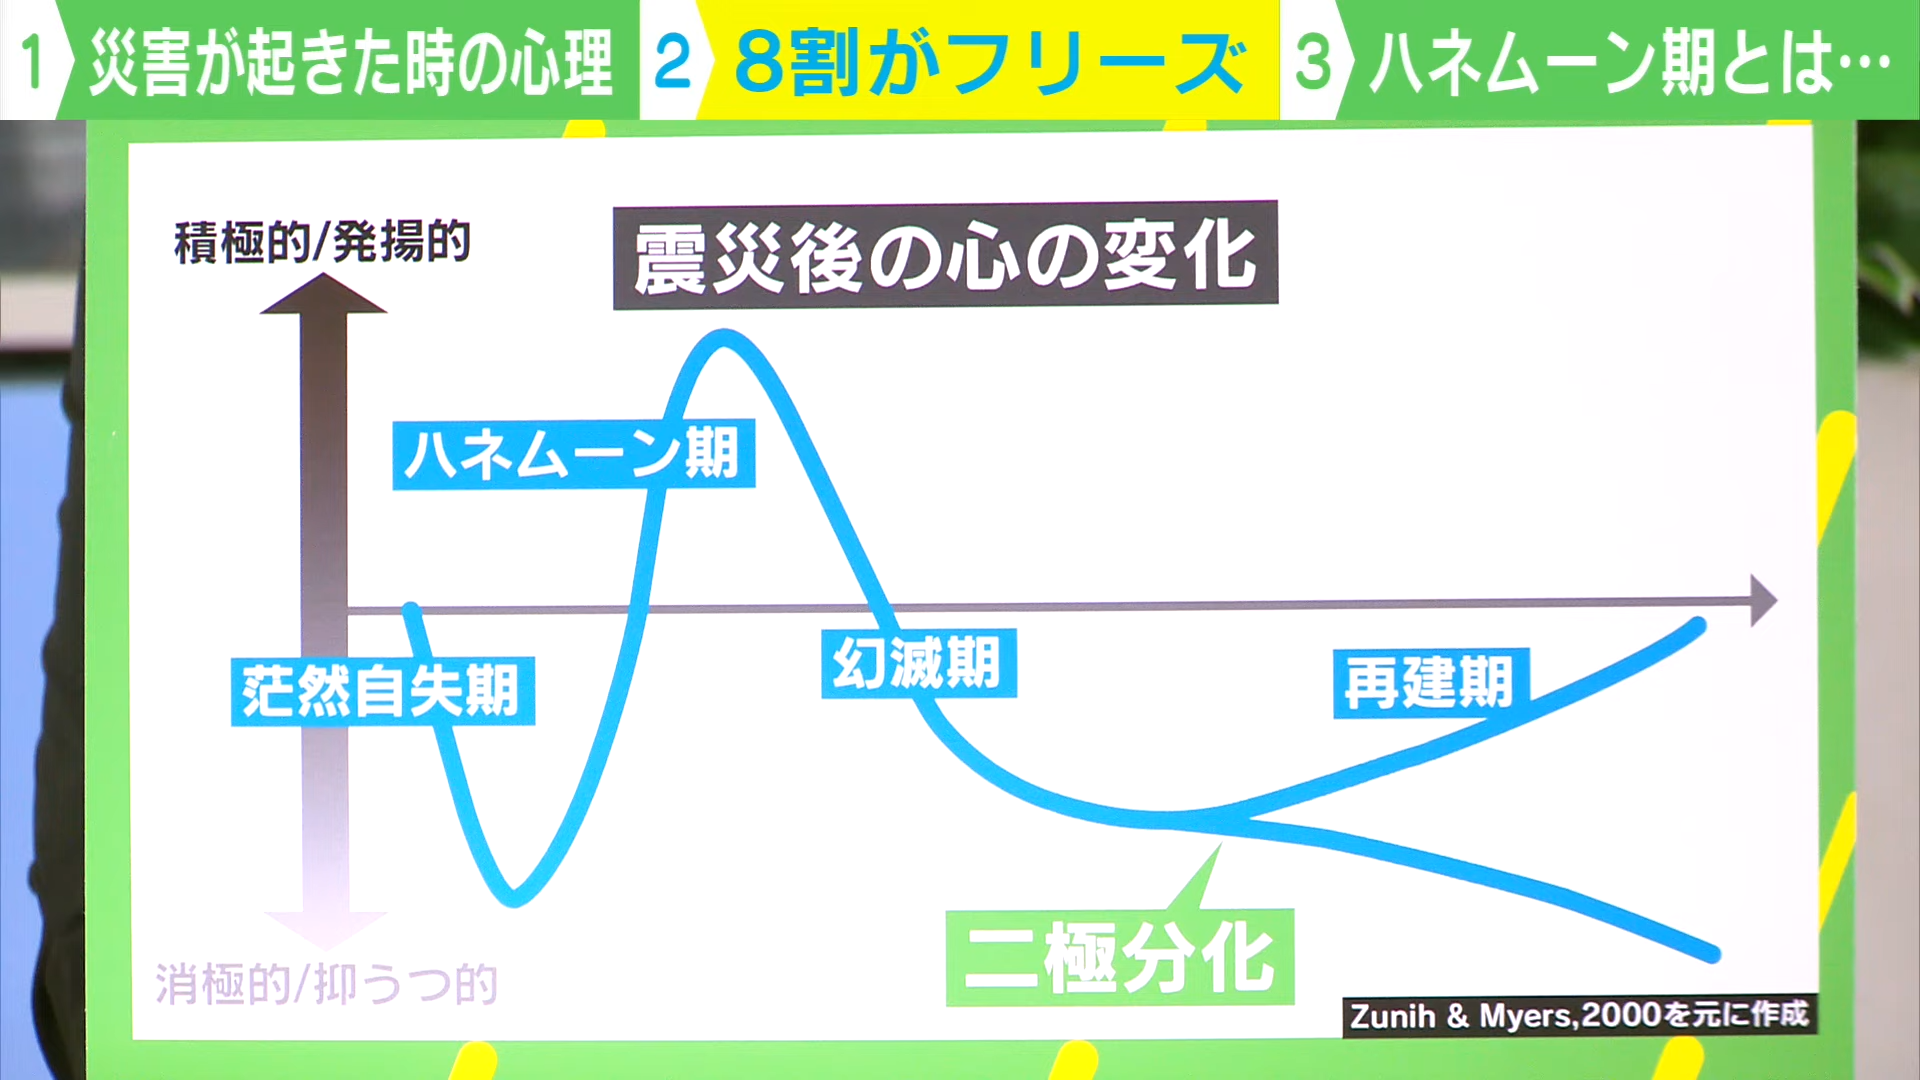 1 災害が起きた時の心理 2 8割がフリーズ 3 ハネムーン期とは…
積極的/発揚的
震災後の心の変化
ハネムーン期
茫然自失期
幻滅期
再建期
二極分化
消極的/抑うつ的
Zunih & Myers,2000を元に作成